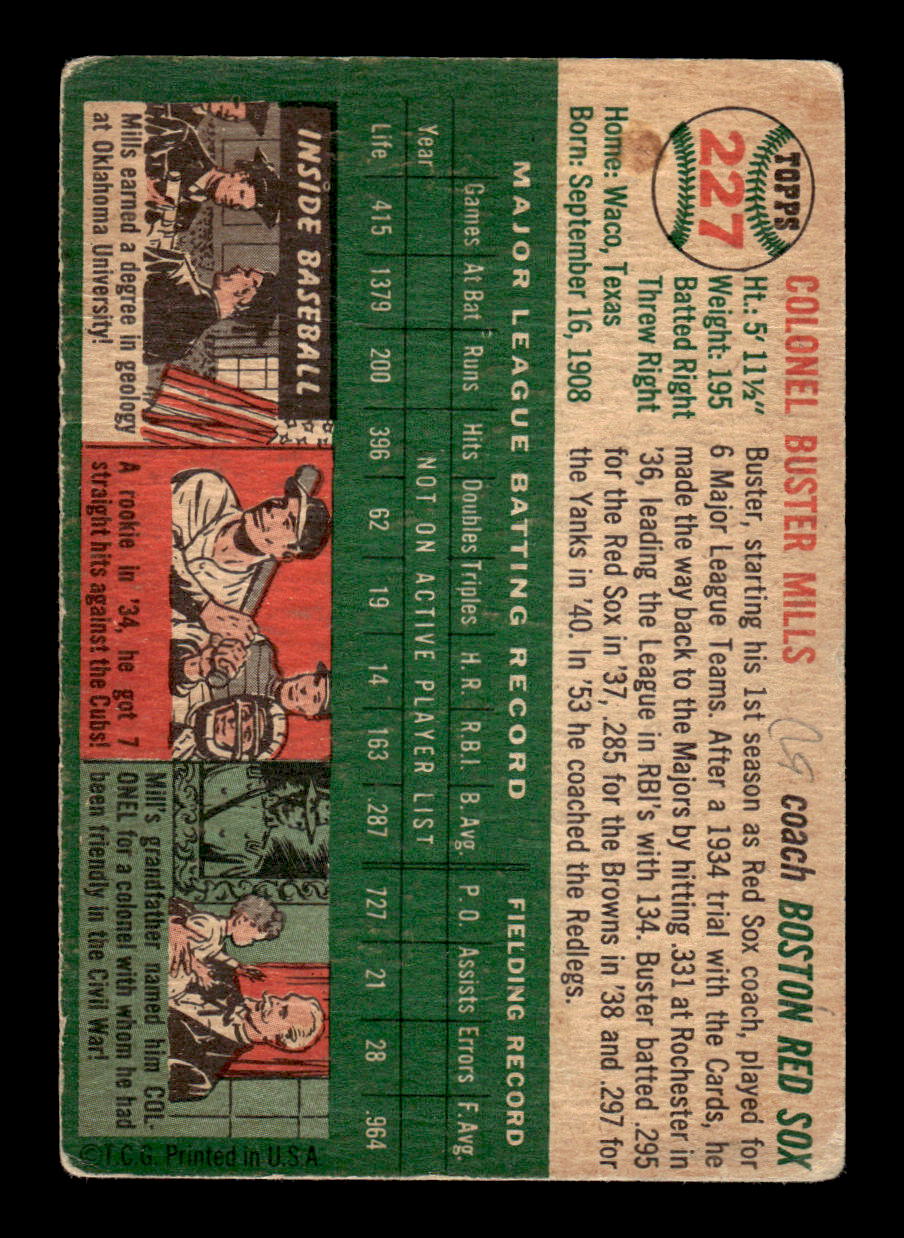 TOPPS
227
COLONEL BUSTER MILLS
coach BOSTON RED SOX
Ht.: 5' 11½"
Weight: 195
Batted Right
Threw Right
Home: Waco, Texas
Born: September 16, 1908
Buster, starting his 1st season as Red Sox coach, played for
6 Major League Teams. After a 1934 trial with the Cards, he
made the way back to the Majors by hitting .331 at Rochester in
'36, leading the League in RBI's with 134. Buster batted .295
for the Red Sox in '37, .285 for the Browns in '38 and .297 for
the Yanks in '40. In '53 he coached the Redlegs.
MAJOR LEAGUE BATTING RECORD FIELDING RECORD
Games At Bat Runs Hits Doubles Triples H. R. R.B.I. B. Avg. P. O. Assists Errors F. Avg.
Year NOT ON ACTIVE PLAYER LIST
Life 415 1379 200 396 62 19 14 163 .287 727 21 28 .964
INSIDE BASEBALL
Mills earned a degree in geology
at Oklahoma University!
A rookie in '34, he got 7
straight hits against the Cubs!
Mill's grandfather named him COL-
ONEL for a colonel with whom he had
been friendly in the Civil War!
© T.C.G. Printed in U.S.A.